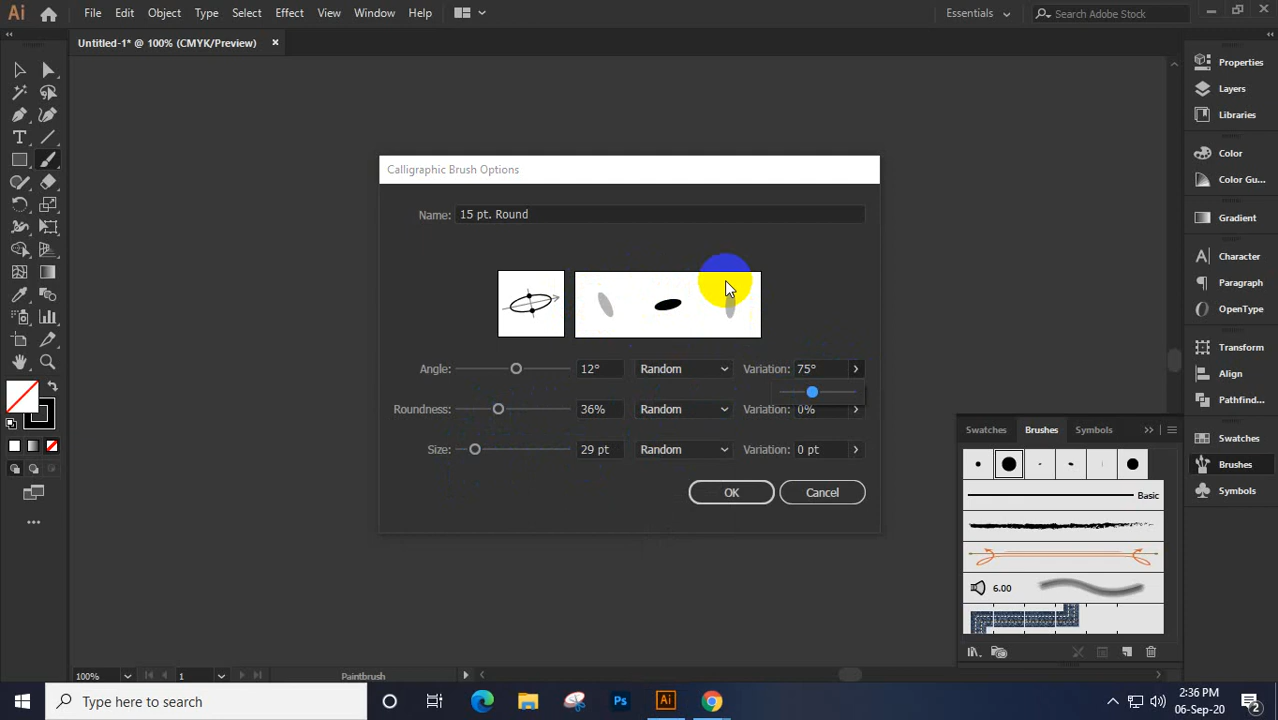 Ai File Edit Object Type Select Effect View Window Help Essentials Search Adobe Stock
Untitled-1* @ 100% (CMYK/Preview) ×
Properties
Layers
Libraries
Color
Color Gu...
Gradient
Character
Paragraph
OpenType
Transform
Align
Pathfind...
Swatches
Brushes
Symbols
Calligraphic Brush Options
Name: 15 pt. Round
Angle: 12° Random Variation: 75°
Roundness: 36% Random Variation: 0%
Size: 29 pt Random Variation: 0 pt
OK Cancel
Swatches Brushes Symbols
Basic
6.00
100% 1 Paintbrush
Type here to search
Ps Ai
2:36 PM
06-Sep-20
2